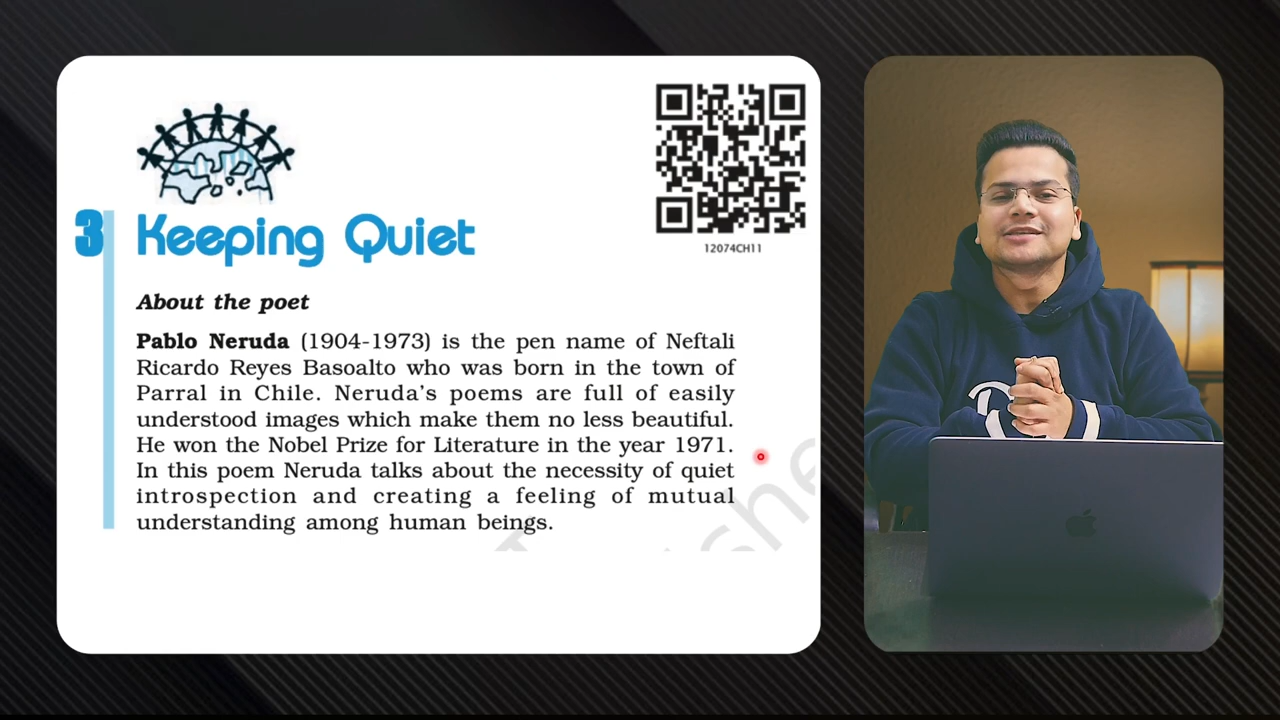 12074CH11
3 Keeping Quiet
About the poet
Pablo Neruda (1904-1973) is the pen name of Neftali
Ricardo Reyes Basoalto who was born in the town of
Parral in Chile. Neruda's poems are full of easily
understood images which make them no less beautiful.
He won the Nobel Prize for Literature in the year 1971.
In this poem Neruda talks about the necessity of quiet
introspection and creating a feeling of mutual
understanding among human beings.